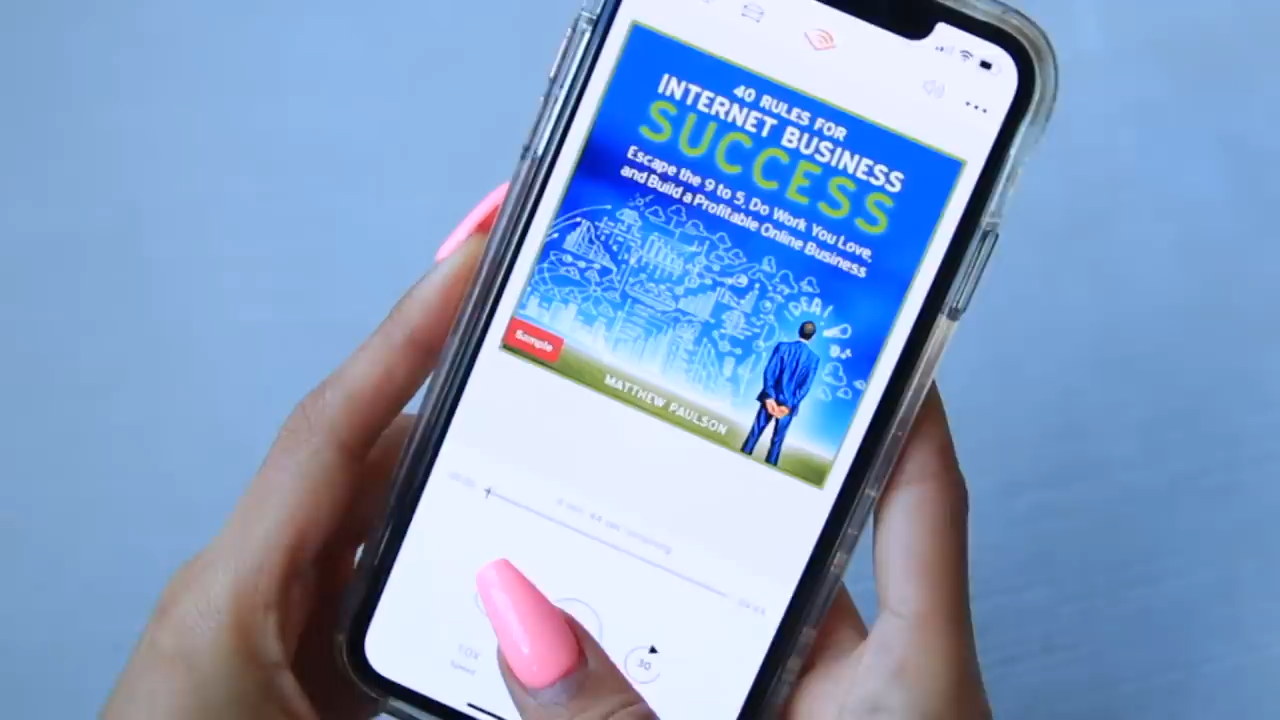 40 RULES FOR
INTERNET BUSINESS
SUCCESS
Escape the 9 to 5, Do Work You Love,
and Build a Profitable Online Business
IDEA!
Sample
MATTHEW PAULSON
30